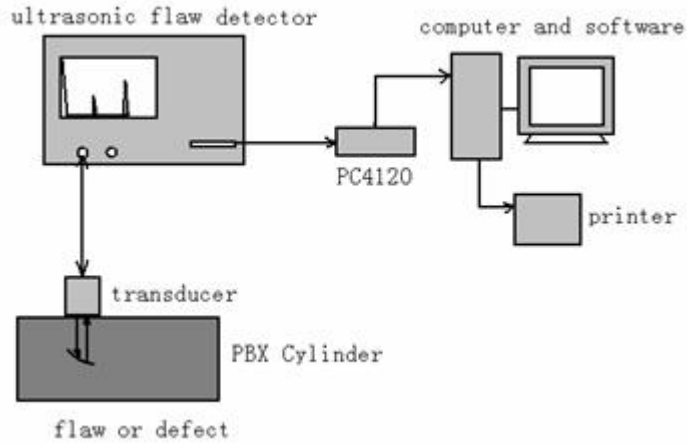 ultrasonic flaw detector
computer and software
PC4120
printer
transducer
PBX Cylinder
flaw or defect